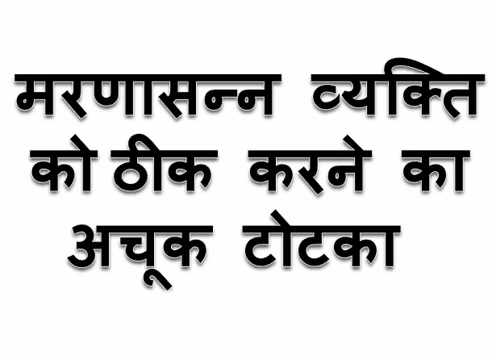 मरणासन्न व्यक्ति
को ठीक करने का
अचूक टोटका